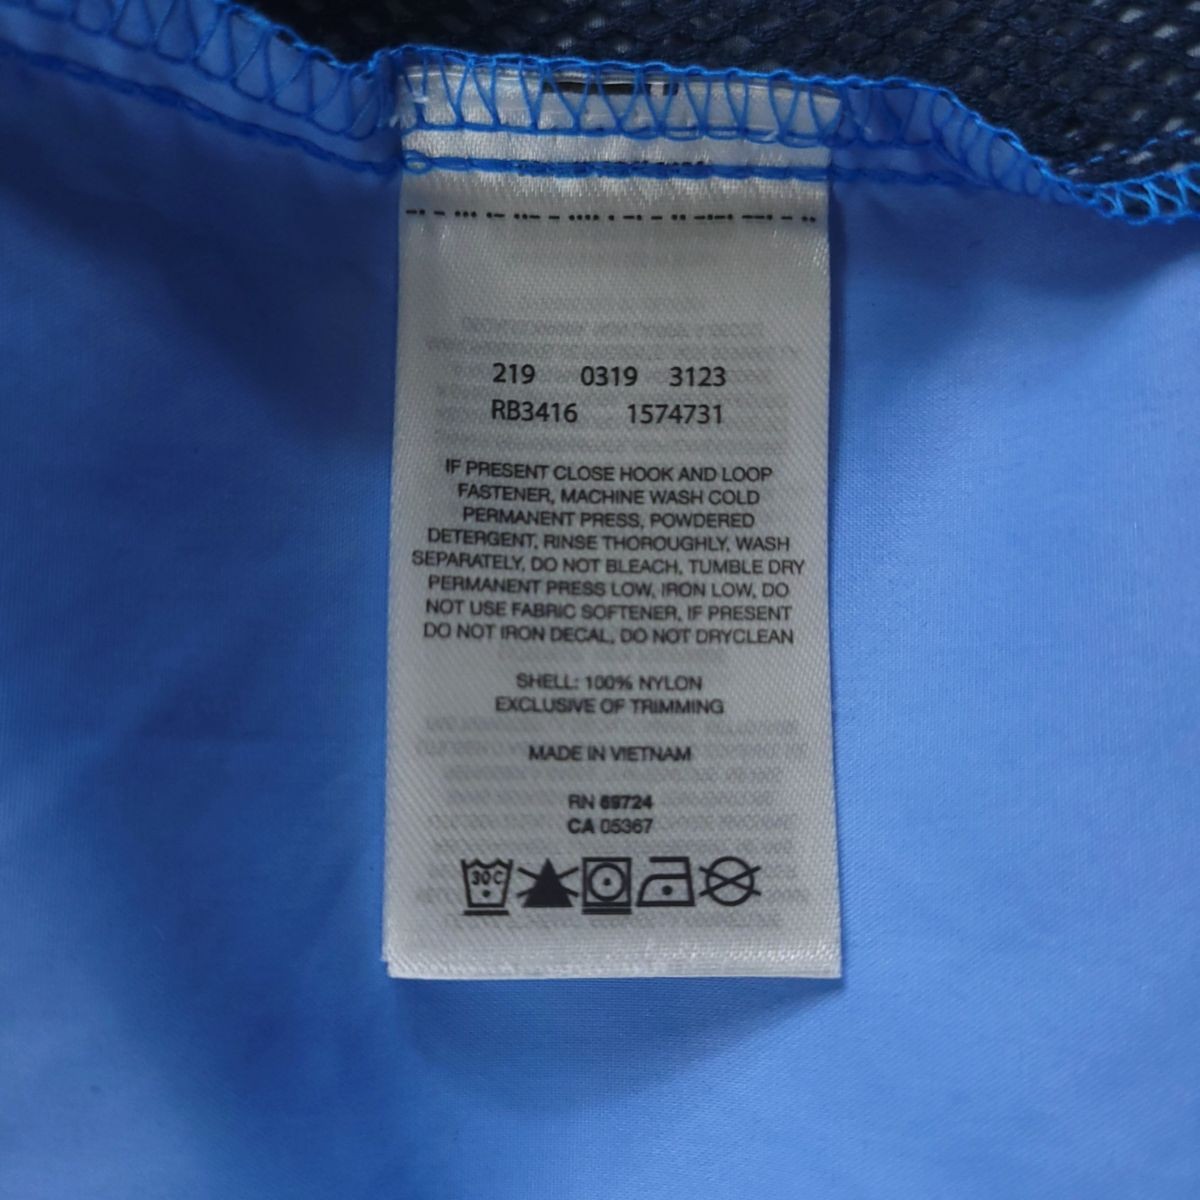 219 0319 3123
RB3416 1574731
IF PRESENT CLOSE HOOK AND LOOP
FASTENER, MACHINE WASH COLD
PERMANENT PRESS, POWDERED
DETERGENT, RINSE THOROUGHLY, WASH
SEPARATELY, DO NOT BLEACH, TUMBLE DRY
PERMANENT PRESS LOW, IRON LOW, DO
NOT USE FABRIC SOFTENER, IF PRESENT
DO NOT IRON DECAL, DO NOT DRYCLEAN
SHELL: 100% NYLON
EXCLUSIVE OF TRIMMING
MADE IN VIETNAM
RN 69724
CA 05367
30C